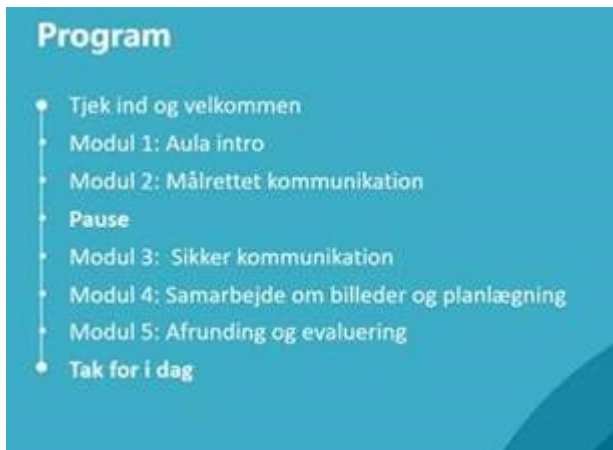 Program
Tjek ind og velkommen
Modul 1: Aula intro
Modul 2: Målrettet kommunikation
Pause
Modul 3:  Sikker kommunikation
Modul 4: Samarbejde om billeder og planlægning
Modul 5: Afrunding og evaluering
Tak for i dag